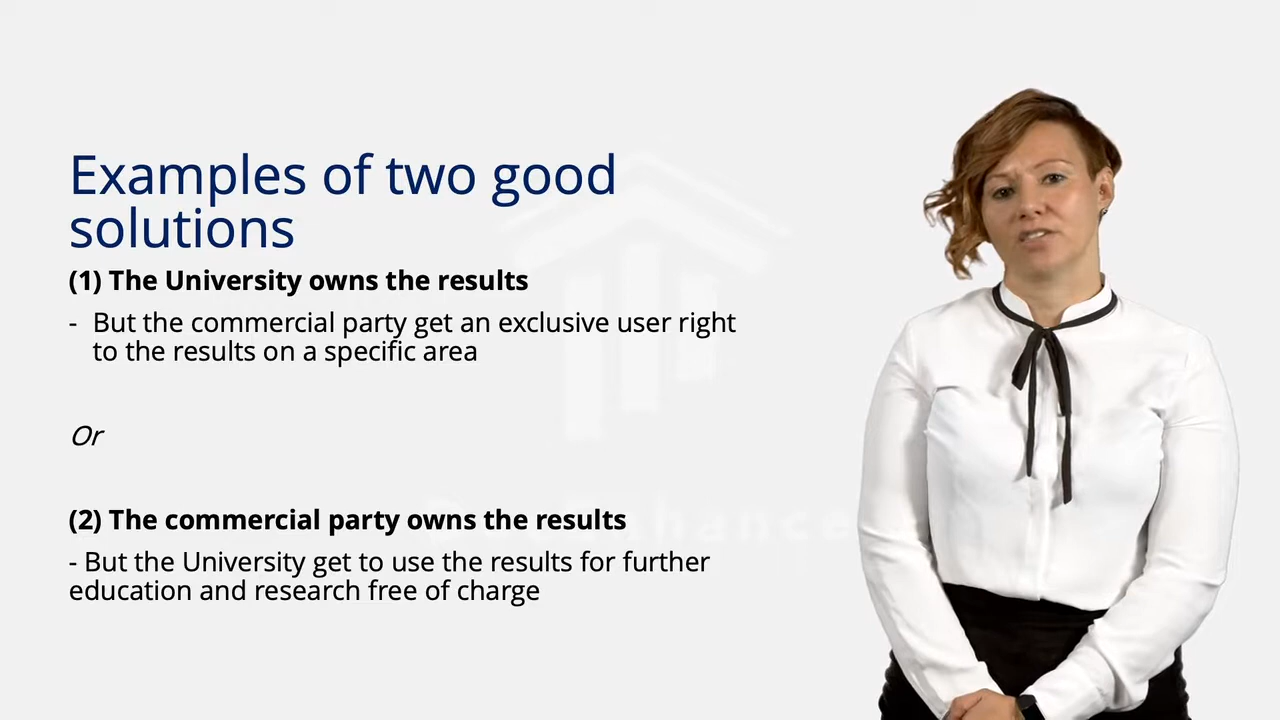 Examples of two good
solutions
(1) The University owns the results
- But the commercial party get an exclusive user right
to the results on a specific area
Or
(2) The commercial party owns the results
- But the University get to use the results for further
education and research free of charge